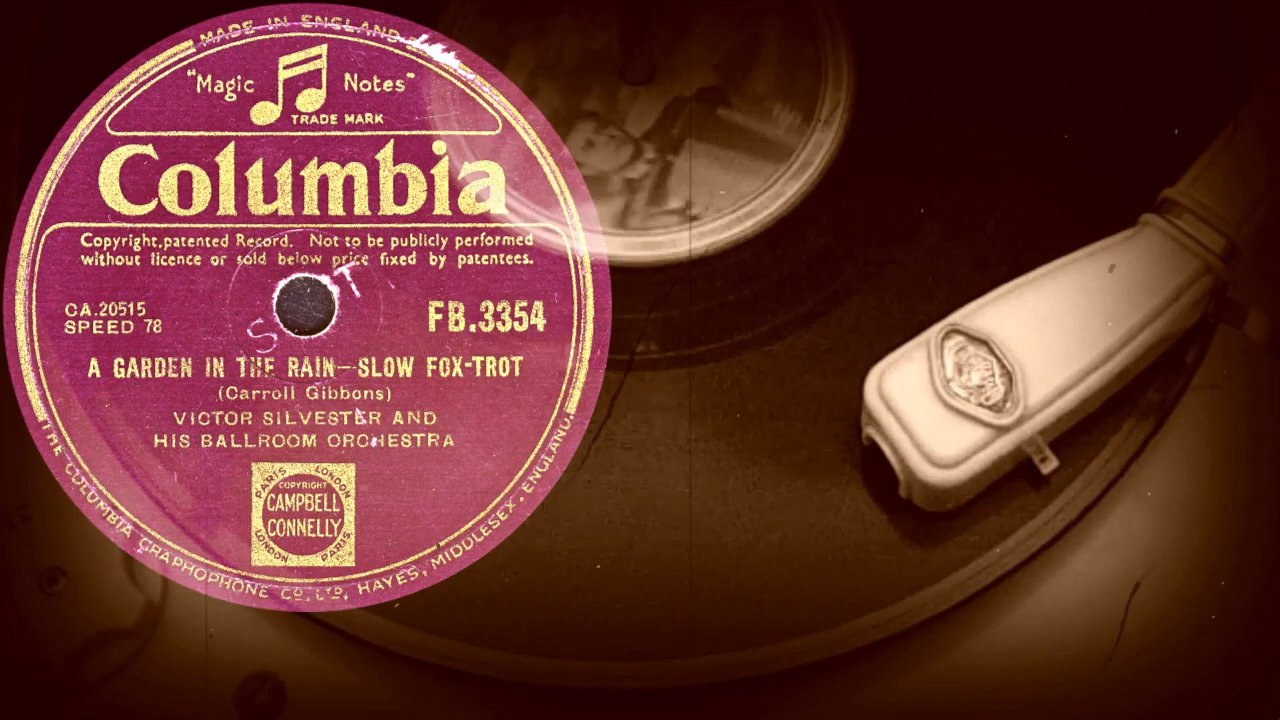 MADE IN ENGLAND
"Magic Notes"
TRADE MARK
Columbia
Copyright, patented Record. Not to be publicly performed
without licence or sold below price fixed by patentees.
CA.20515
SPEED 78
FB.3354
A GARDEN IN THE RAIN—SLOW FOX-TROT
(Carroll Gibbons)
VICTOR SILVESTER AND
HIS BALLROOM ORCHESTRA
PARIS LONDON
COPYRIGHT
CAMPBELL
CONNELLY
LONDON PARIS
THE COLUMBIA GRAPHOPHONE CO. LTD., HAYES, MIDDLESEX, ENGLAND.